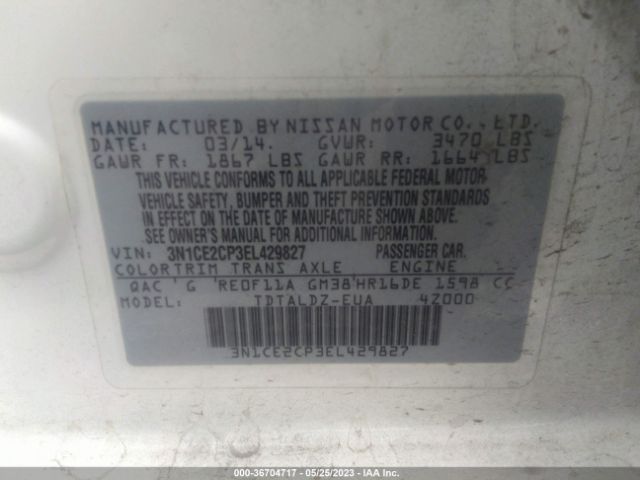 MANUFACTURED BY NISSAN MOTOR CO., LTD.
DATE: 03/14. GVWR: 3470 LBS
GAWR FR: 1867 LBS GAWR RR: 1664 LBS
THIS VEHICLE CONFORMS TO ALL APPLICABLE FEDERAL MOTOR
VEHICLE SAFETY, BUMPER AND THEFT PREVENTION STANDARDS
IN EFFECT ON THE DATE OF MANUFACTURE SHOWN ABOVE.
SEE OWNER'S MANUAL FOR ADDITIONAL INFORMATION.
VIN: 3N1CE2CP3EL429827 PASSENGER CAR.
COLOR TRIM TRANS AXLE ENGINE
QAC G RE0F11A GM38 HR16DE 1598 CC
MODEL: TDTALDZ-EUA 4Z000
3N1CE2CP3EL429827
000-36704717 - 05/25/2023 - IAA Inc.